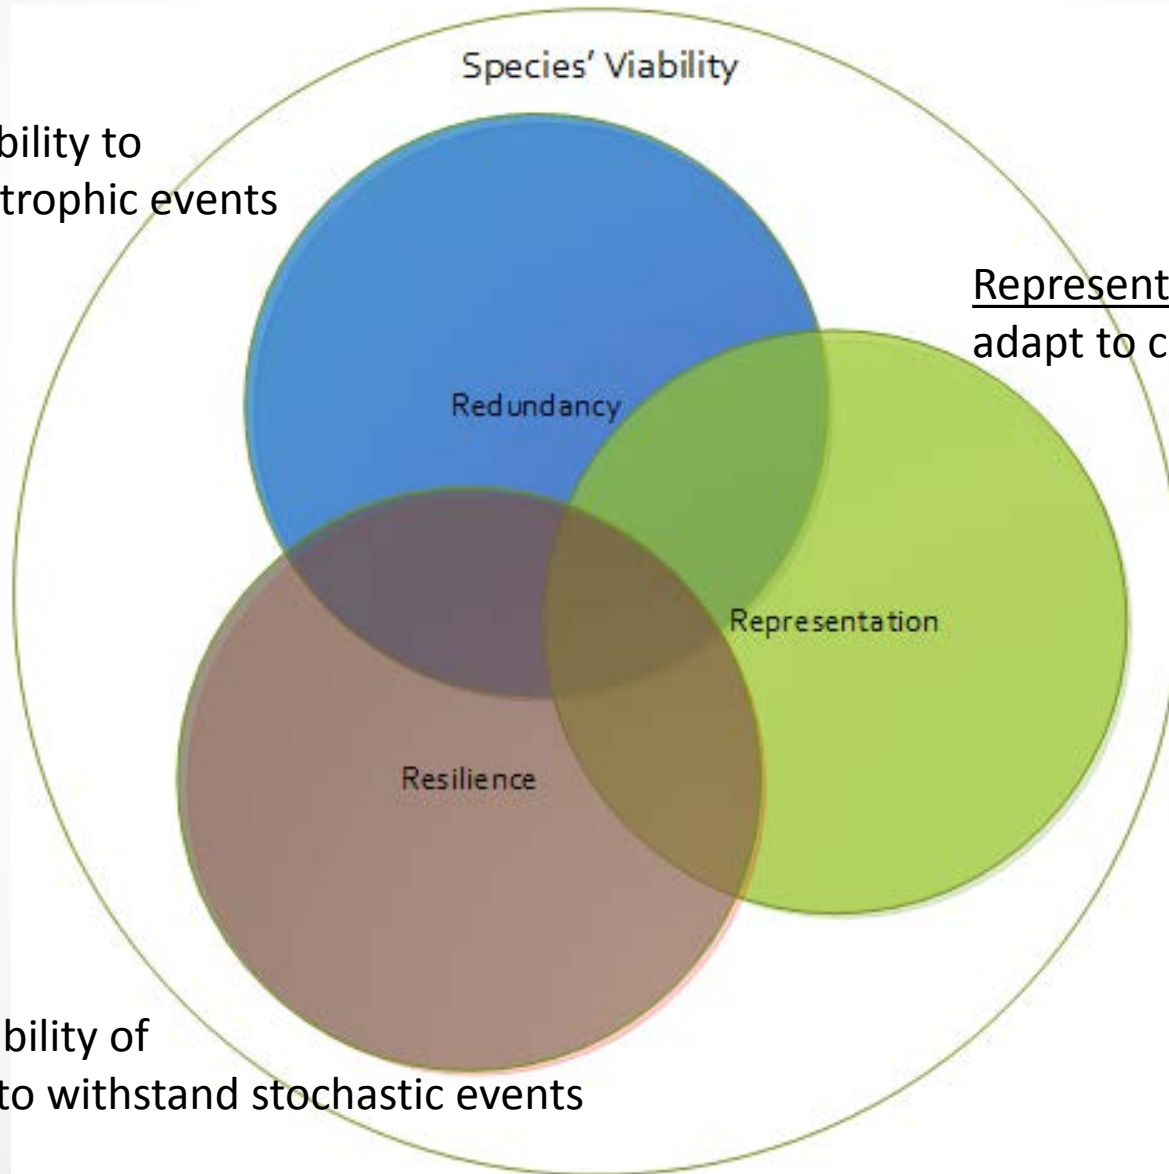 Species’ Viability
bility to
trophic events
Represent
adapt to c
Redundancy
Representation
Resilience
bility of
to withstand stochastic events